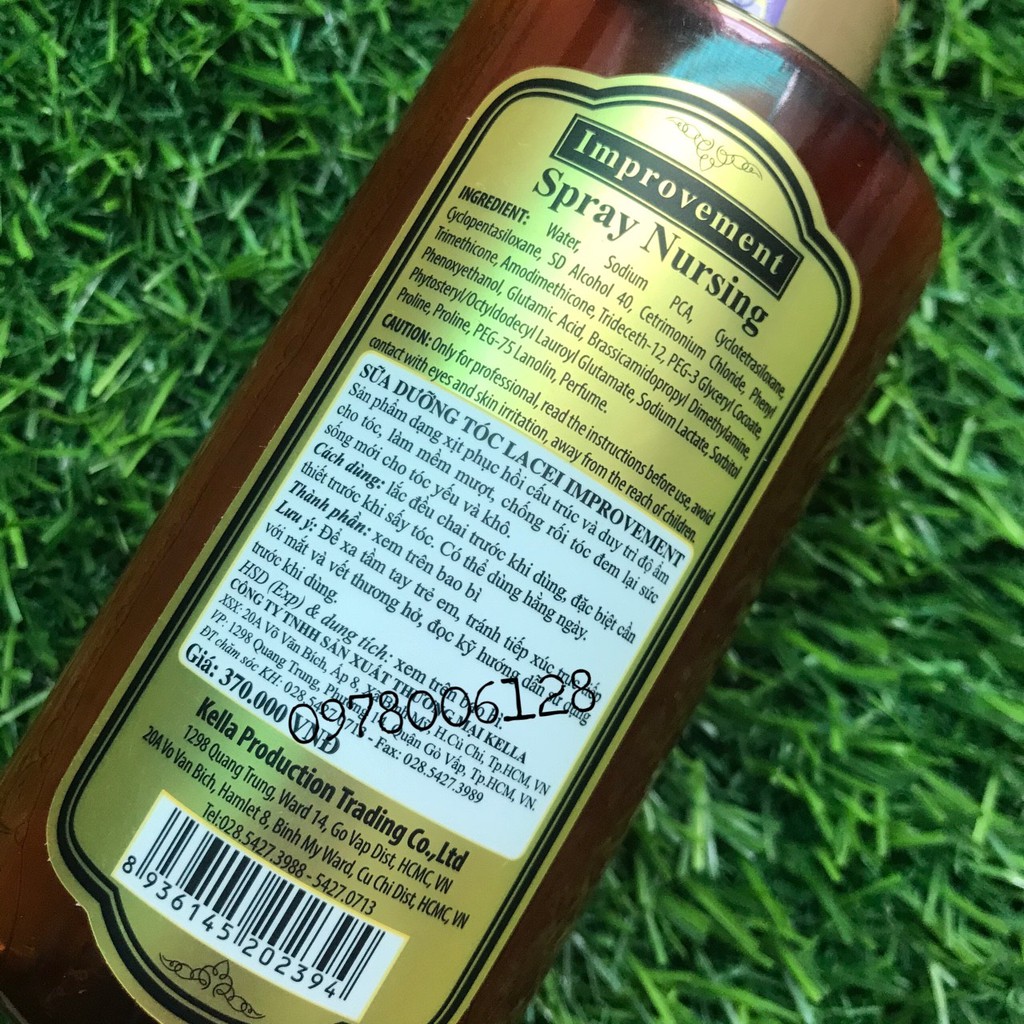 Improvement
Spray Nursing
INGREDIENT: Water, Sodium PCA, Cyclotetrasiloxane,
Cyclopentasiloxane, SD Alcohol 40, Cetrimonium Chloride, Phenyl
Trimethicone, Amodimethicone, Trideceth-12, PEG-3 Glyceryl Cocoate,
Phenoxyethanol, Glutamic Acid, Brassicamidopropyl Dimethylamine,
Phytosteryl/Octyldodecyl Lauroyl Glutamate, Sodium Lactate, Sorbitol
Proline, Proline, PEG-75 Lanolin, Perfume.
CAUTION: Only for professional, read the instructions before use, avoid
contact with eyes and skin irritation, away from the reach of children.
SỮA DƯỠNG TÓC LACEI IMPROVEMENT
Sản phẩm dạng xịt phục hồi cấu trúc và duy trì độ ẩm
cho tóc, làm mềm mượt, chống rối tóc đem lại sức
sống mới cho tóc yếu và khô.
Cách dùng: lắc đều chai trước khi dùng, đặc biệt cần
thiết trước khi sấy tóc. Có thể dùng hằng ngày.
Thành phần: xem trên bao bì
Lưu ý: Để xa tầm tay trẻ em, tránh tiếp xúc
với mắt và vết thương hở, đọc kỹ hướng dẫn sử dụng
trước khi dùng.
HSD (Exp) & dung tích: xem
CÔNG TY TNHH SẢN XUẤT KELLA
XSX: 20A Võ Văn Bích, Ấp 8, H.Củ Chi, Tp.HCM, VN
VP: 1298 Quang Trung, Quận Gò Vấp, Tp.HCM, VN.
ĐT chăm sóc KH: 028.54 - Fax: 028.5427.3989
Giá: 370.000 VNĐ
0978006128
Kella Production Trading Co.,Ltd
1298 Quang Trung, Ward 14, Go Vap Dist, HCMC, VN
20A Vo Văn Bich, Hamlet 8, Binh My Ward, Cu Chi Dist, HCMC, VN
Tel:028.5427.3988 - 5427.0713
8 936145 202394